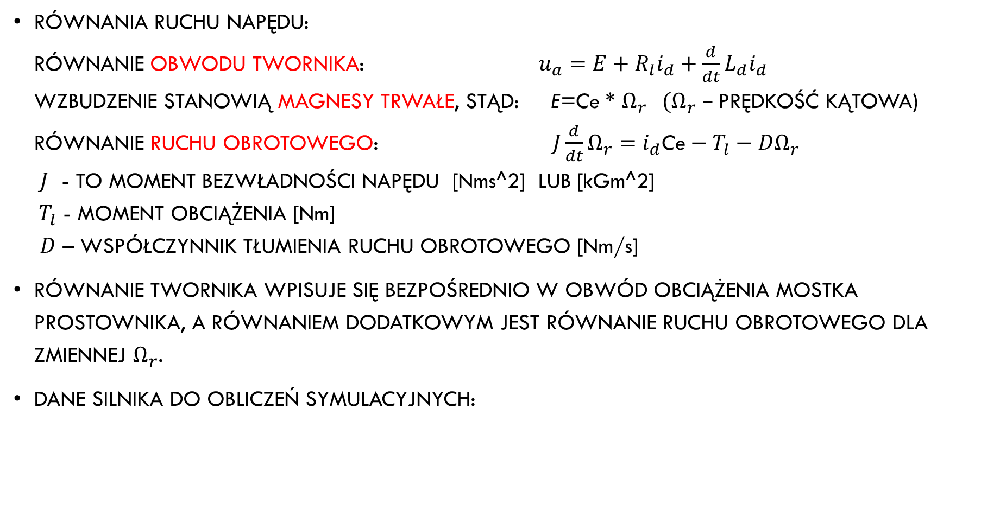 • RÓWNANIA RUCHU NAPĘDU:
RÓWNANIE OBWODU TWORNIKA: $u_a = E + R_l i_d + \frac{d}{dt} L_d i_d$
WZBUDZENIE STANOWIĄ MAGNESY TRWAŁE, STĄD: E=Ce * $\Omega_r$ ($\Omega_r$ – PRĘDKOŚĆ KĄTOWA)
RÓWNANIE RUCHU OBROTOWEGO: $J \frac{d}{dt} \Omega_r = i_d$Ce $- T_l - D\Omega_r$
$J$ - TO MOMENT BEZWŁADNOŚCI NAPĘDU [Nms^2] LUB [kGm^2]
$T_l$ - MOMENT OBCIĄŻENIA [Nm]
$D$ – WSPÓŁCZYNNIK TŁUMIENIA RUCHU OBROTOWEGO [Nm/s]
• RÓWNANIE TWORNIKA WPISUJE SIĘ BEZPOŚREDNIO W OBWÓD OBCIĄŻENIA MOSTKA
PROSTOWNIKA, A RÓWNANIEM DODATKOWYM JEST RÓWNANIE RUCHU OBROTOWEGO DLA
ZMIENNEJ $\Omega_r$.
• DANE SILNIKA DO OBLICZEŃ SYMULACYJNYCH: